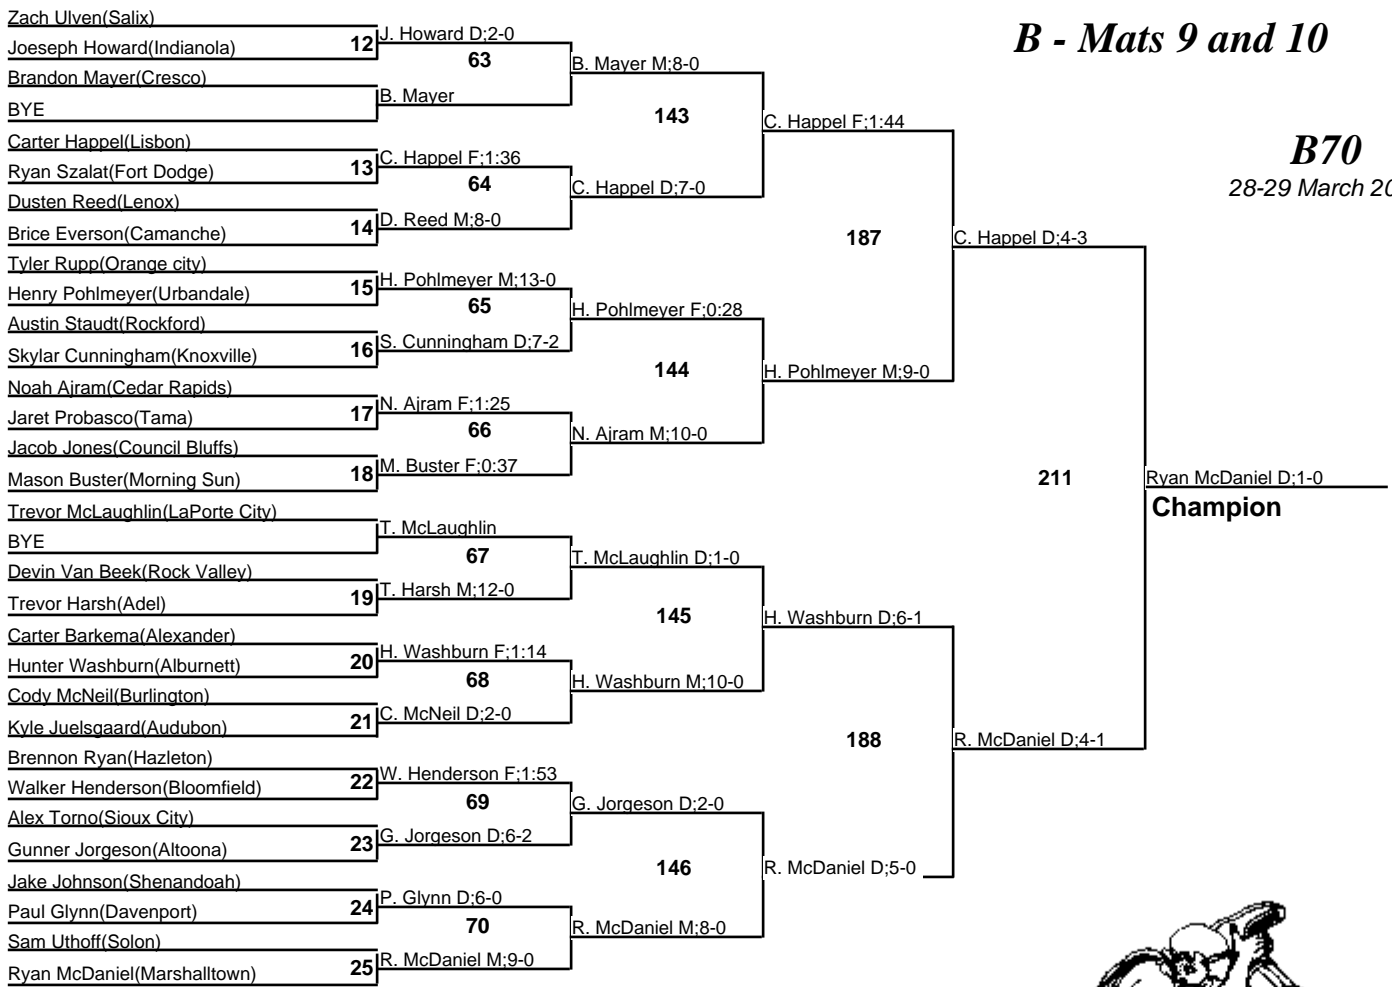 B - Mats 9 and 10
B70
28-29 March 20
Zach Ulven(Salix)
Joeseph Howard(Indianola)
12
J. Howard D;2-0
63
Brandon Mayer(Cresco)
BYE
B. Mayer
B. Mayer M;8-0
143
Carter Happel(Lisbon)
Ryan Szalat(Fort Dodge)
13
C. Happel F;1:36
64
Dusten Reed(Lenox)
Brice Everson(Camanche)
14
D. Reed M;8-0
C. Happel D;7-0
C. Happel F;1:44
187
Tyler Rupp(Orange city)
Henry Pohlmeyer(Urbandale)
15
H. Pohlmeyer M;13-0
65
Austin Staudt(Rockford)
Skylar Cunningham(Knoxville)
16
S. Cunningham D;7-2
H. Pohlmeyer F;0:28
144
Noah Ajram(Cedar Rapids)
Jaret Probasco(Tama)
17
N. Ajram F;1:25
66
Jacob Jones(Council Bluffs)
Mason Buster(Morning Sun)
18
M. Buster F;0:37
N. Ajram M;10-0
H. Pohlmeyer M;9-0
C. Happel D;4-3
211
Ryan McDaniel D;1-0
Champion
Trevor McLaughlin(LaPorte City)
BYE
T. McLaughlin
67
Devin Van Beek(Rock Valley)
Trevor Harsh(Adel)
19
T. Harsh M;12-0
T. McLaughlin D;1-0
145
Carter Barkema(Alexander)
Hunter Washburn(Alburnett)
20
H. Washburn F;1:14
68
Cody McNeil(Burlington)
Kyle Juelsgaard(Audubon)
21
C. McNeil D;2-0
H. Washburn M;10-0
H. Washburn D;6-1
188
R. McDaniel D;4-1
Brennon Ryan(Hazleton)
Walker Henderson(Bloomfield)
22
W. Henderson F;1:53
69
Alex Torno(Sioux City)
Gunner Jorgeson(Altoona)
23
G. Jorgeson D;6-2
G. Jorgeson D;2-0
146
Jake Johnson(Shenandoah)
Paul Glynn(Davenport)
24
P. Glynn D;6-0
70
Sam Uthoff(Solon)
Ryan McDaniel(Marshalltown)
25
R. McDaniel M;9-0
R. McDaniel M;8-0
R. McDaniel D;5-0